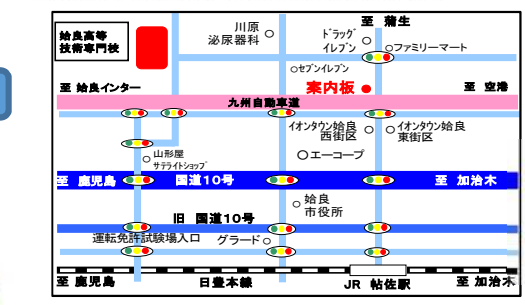 至 蒲生
川原
泌尿器科
ドラッグ
イレブン
ファミリーマート
姶良高等
技術専門校
セブンイレブン
至 姶良インター
案内板
至 空港
九州自動車道
イオンタウン姶良
西街区
イオンタウン姶良
東街区
山形屋
サテライトショップ
エーコープ
至 鹿児島
国道10号
至 加治木
姶良
市役所
旧 国道10号
運転免許試験場入口
グラード
至 鹿児島
日豊本線
JR 帖佐駅
至 加治木